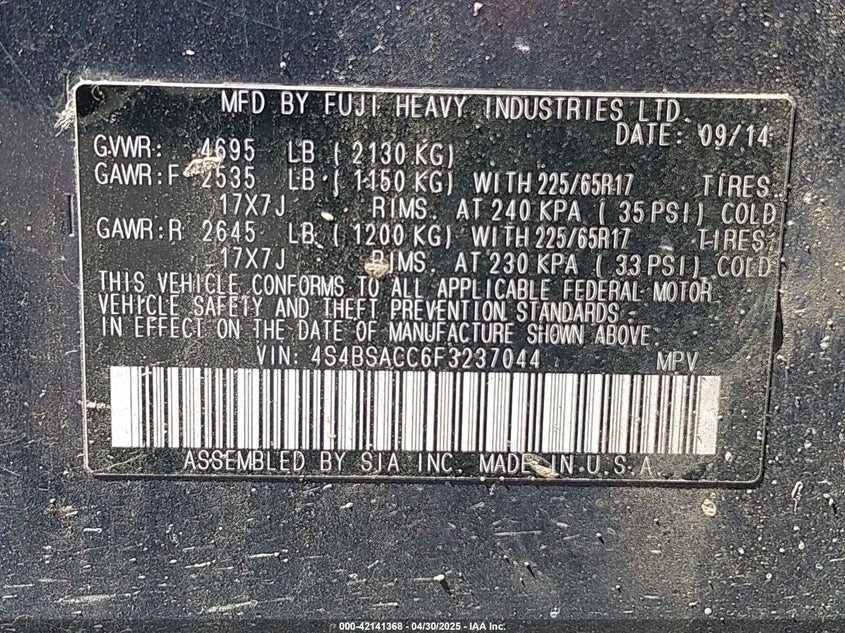 MFD BY FUJI HEAVY INDUSTRIES LTD.
DATE: 09/14
GVWR: 4695 LB ( 2130 KG)
GAWR:F 2535 LB ( 1150 KG) WITH 225/65R17 TIRES
17X7J RIMS. AT 240 KPA ( 35 PSI) COLD
GAWR:R 2645 LB ( 1200 KG) WITH 225/65R17 TIRES
17X7J RIMS. AT 230 KPA ( 33 PSI) COLD
THIS VEHICLE CONFORMS TO ALL APPLICABLE FEDERAL MOTOR
VEHICLE SAFETY AND THEFT PREVENTION STANDARDS
IN EFFECT ON THE DATE OF MANUFACTURE SHOWN ABOVE.
VIN: 4S4BSACC6F3237044 MPV
ASSEMBLED BY SIA INC. MADE IN U.S.A
000-42141368 - 04/30/2025 - IAA Inc.